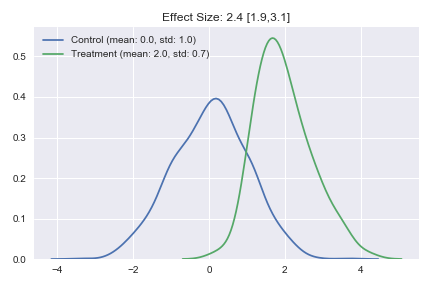 Effect Size: 2.4 [1.9,3.1]
Control (mean: 0.0, std: 1.0)
Treatment (mean: 2.0, std: 0.7)
0.5
0.4
0.3
0.2
0.1
0.0
−4 −2 0 2 4